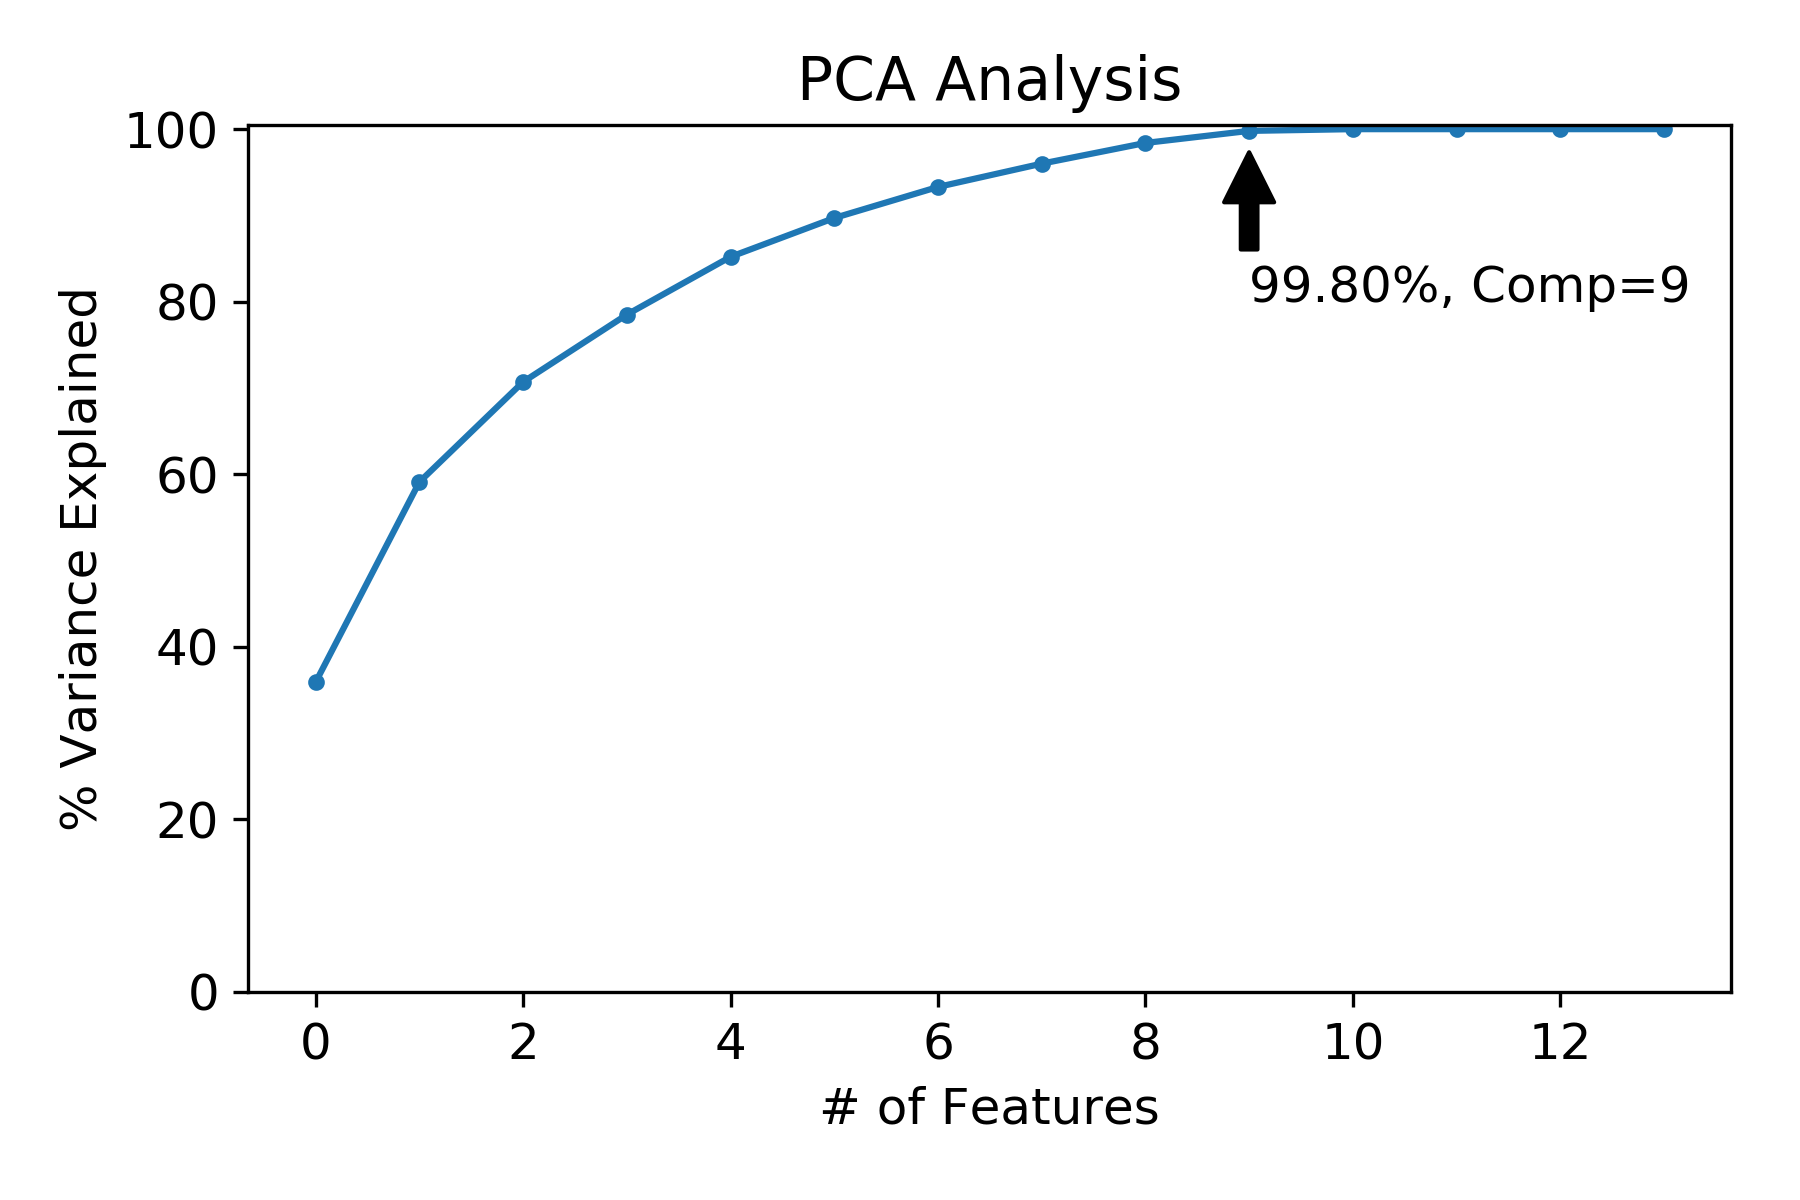 PCA Analysis
100
80
60
40
20
0
% Variance Explained
99.80%, Comp=9
0 2 4 6 8 10 12
# of Features